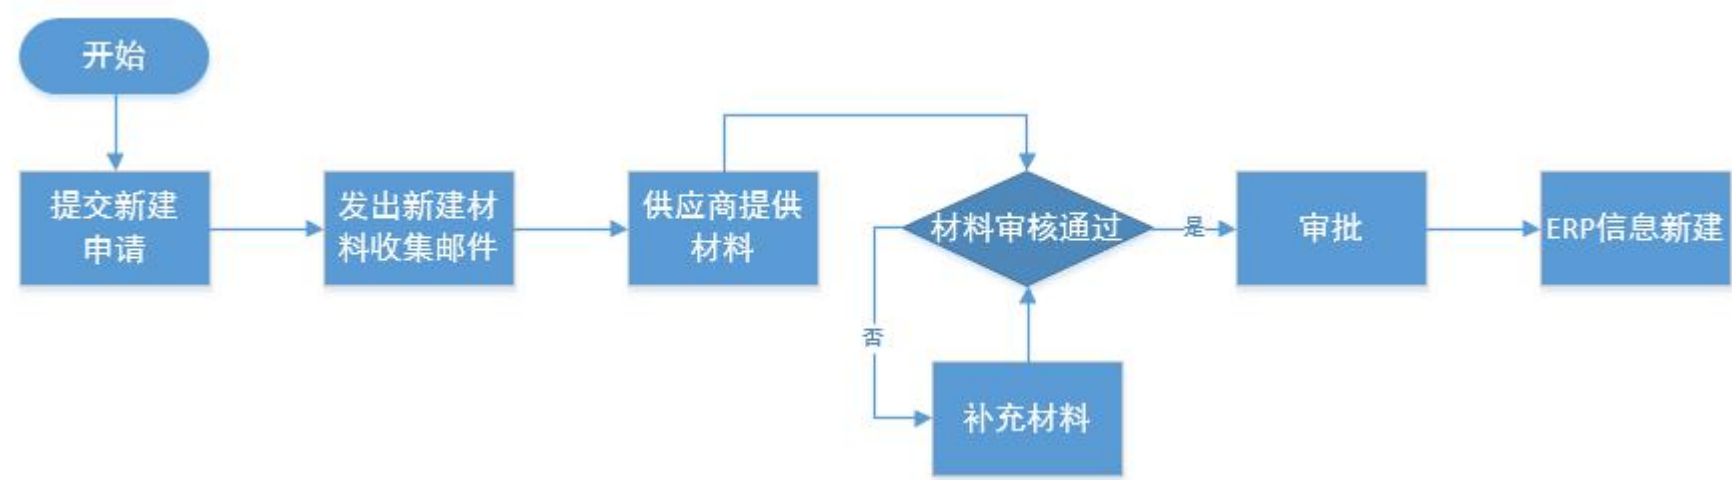 开始
提交新建
申请
发出新建材
料收集邮件
供应商提供
材料
材料审核通过
是
审批
ERP信息新建
否
补充材料